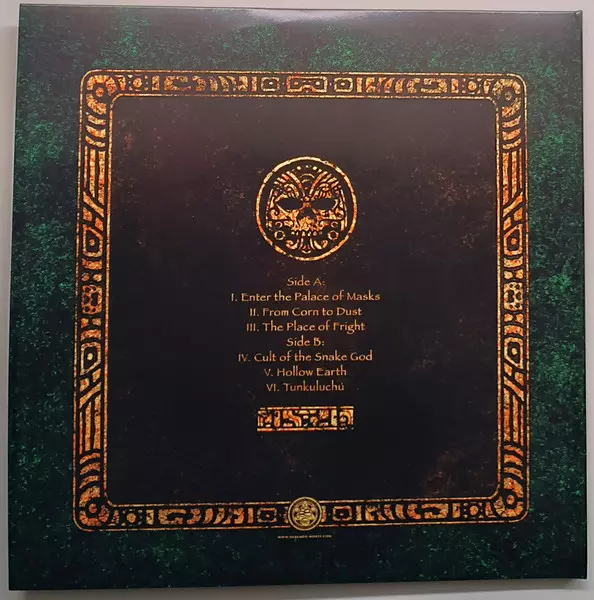 Side A:
I. Enter the Palace of Masks
II. From Corn to Dust
III. The Place of Fright
Side B:
IV. Cult of the Snake God
V. Hollow Earth
VI. Tunkuluchú